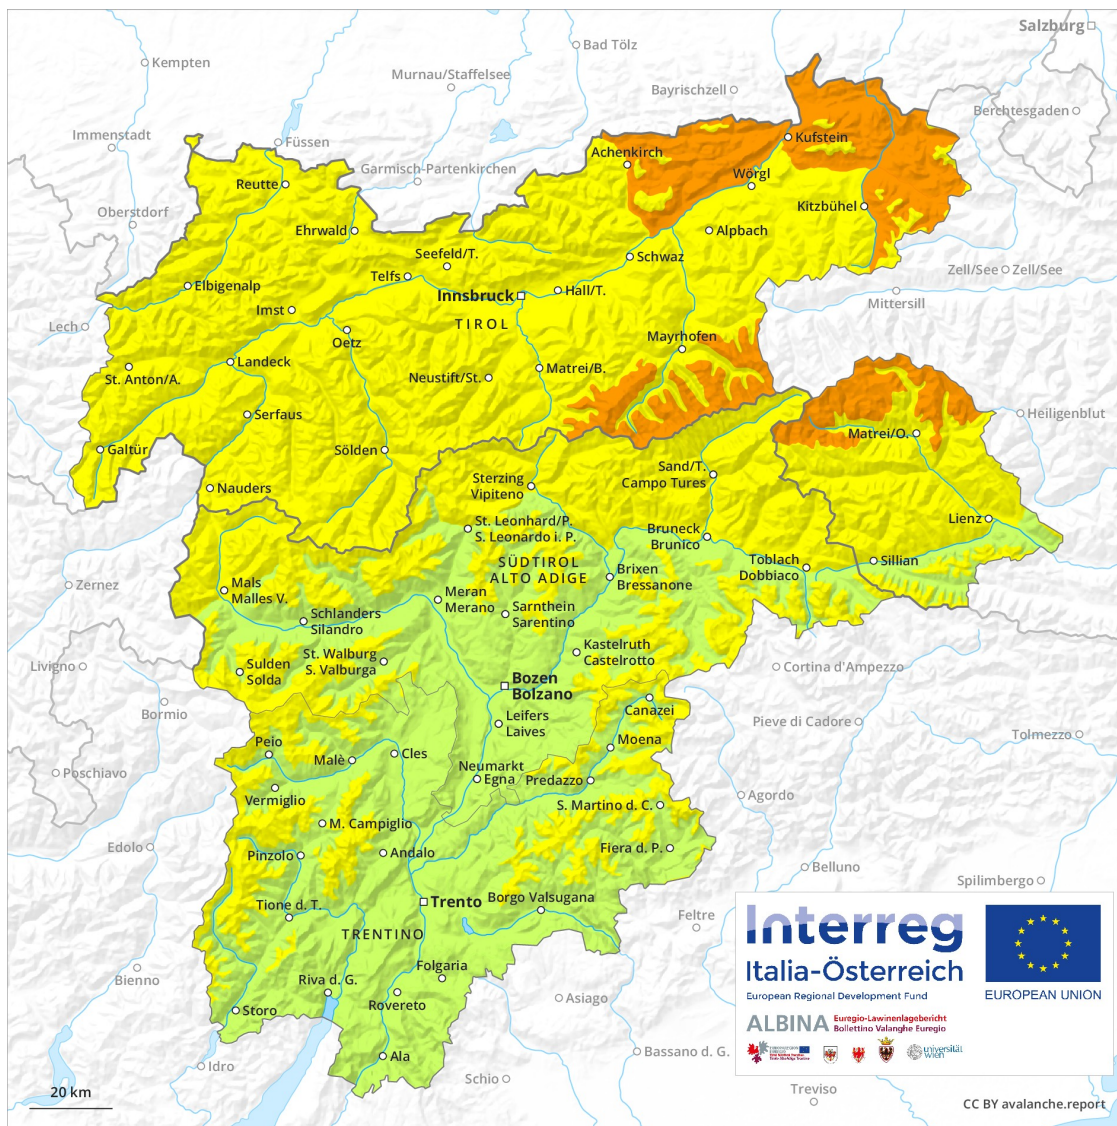 Salzburg
Bad Tölz
Kempten
Murnau/Staffelsee
Bayrischzell
Berchtesgaden
Immenstadt
Füssen
Kufstein
Achenkirch
Garmisch-Partenkirchen
Wörgl
Reutte
Oberstdorf
Kitzbühel
Ehrwald
Alpbach
Seefeld/T.
Schwaz
Telfs
Zell/See
Zell/See
Elbigenalp
Innsbruck
Hall/T.
Mittersill
Imst
TIROL
Lech
Oetz
Mayrhofen
Landeck
Matrei/B.
St. Anton/A.
Neustift/St.
Serfaus
Heiligenblut
Matrei/O.
Galtür
Sölden
Sand/T.
Campo Tures
Sterzing
Vipiteno
Nauders
Lienz
St. Leonhard/P.
S. Leonardo i. P.
Bruneck
Brunico
SÜDTIROL
ALTO ADIGE
Toblach
Dobbiaco
Sillian
Brixen
Bressanone
Zernez
Mals
Malles V.
Meran
Merano
Sarnthein
Sarentino
Schlanders
Silandro
Kastelruth
Castelrotto
St. Walburg
S. Valburga
Livigno
Sulden
Solda
Cortina d'Ampezzo
Bozen
Bolzano
Bormio
Canazei
Leifers
Laives
Pieve di Cadore
Tolmezzo
Moena
Peio
Cles
Malè
Neumarkt
Egna
Predazzo
Poschiavo
Vermiglio
Agordo
S. Martino d. C.
M. Campiglio
Edolo
Pinzolo
Andalo
Fiera d. P.
Belluno
Spilimbergo
Tione d. T.
Trento
Borgo Valsugana
Feltre
TRENTINO
Folgaria
Bienno
Riva d. G.
Rovereto
Asiago
Storo
Ala
Bassano d. G.
Idro
Schio
Treviso
20 km
Interreg
Italia-Österreich
European Regional Development Fund
EUROPEAN UNION
ALBINA
Euregio-Lawinenlagebericht
Bollettino Valanghe Euregio
universität
wien
CC BY avalanche.report